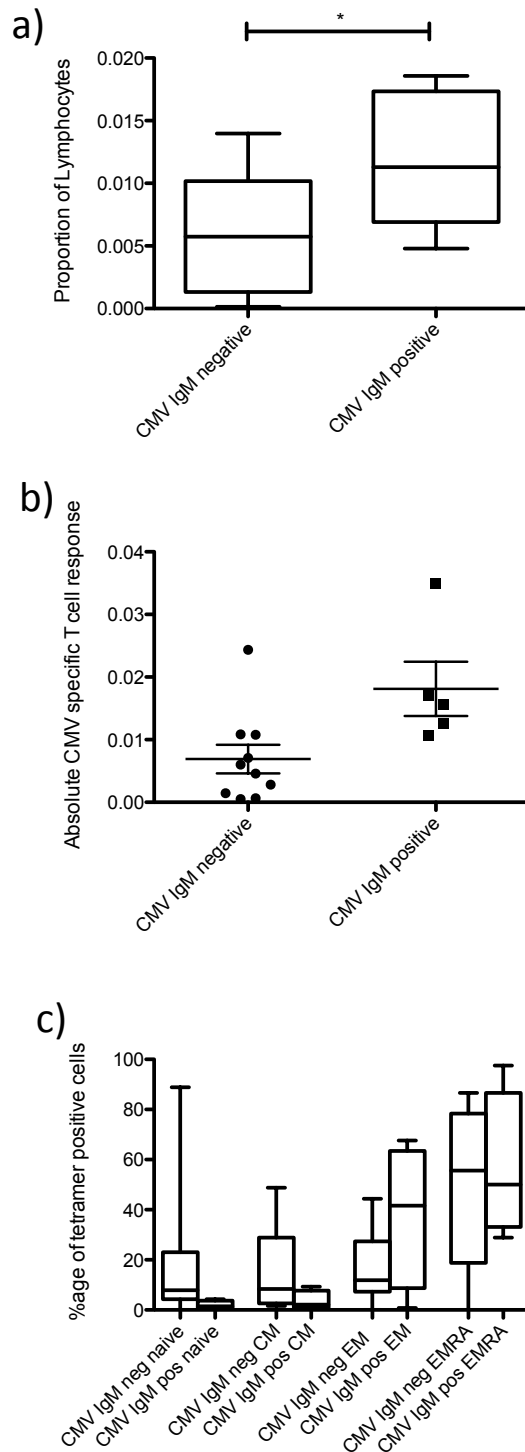 a)
*
Proportion of Lymphocytes
0.020
0.015
0.010
0.005
0.000
CMV IgM negative
CMV IgM positive
b)
Absolute CMV specific T cell response
0.04
0.03
0.02
0.01
0.00
CMV IgM negative
CMV IgM positive
c)
%age of tetramer positive cells
100
80
60
40
20
0
CMV IgM neg naive
CMV IgM pos naive
CMV IgM neg CM
CMV IgM pos CM
CMV IgM neg EM
CMV IgM pos EM
CMV IgM neg EMRA
CMV IgM pos EMRA